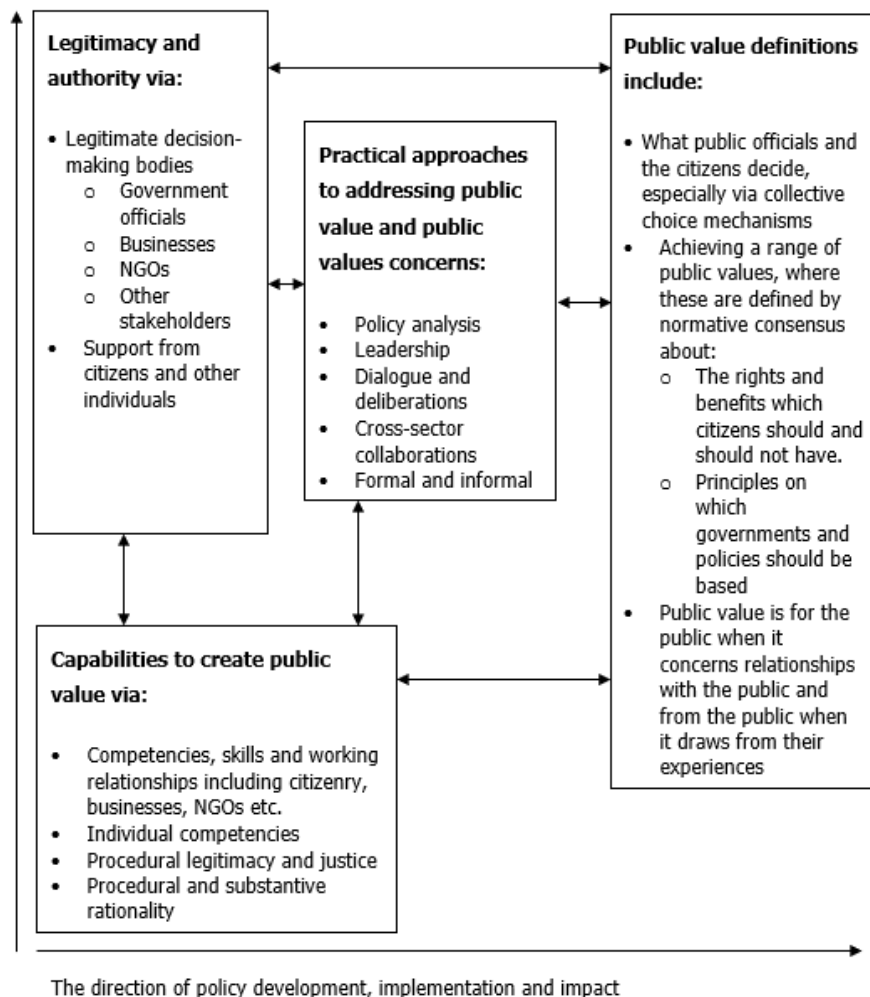 Legitimacy and
authority via:
• Legitimate decision-
making bodies
o Government
officials
o Businesses
o NGOs
o Other
stakeholders
• Support from
citizens and other
individuals
Practical approaches
to addressing public
value and public
values concerns:
• Policy analysis
• Leadership
• Dialogue and
deliberations
• Cross-sector
collaborations
• Formal and informal
Public value definitions
include:
• What public officials and
the citizens decide,
especially via collective
choice mechanisms
• Achieving a range of
public values, where
these are defined by
normative consensus
about:
o The rights and
benefits which
citizens should and
should not have.
o Principles on
which
governments and
policies should be
based
• Public value is for the
public when it
concerns relationships
with the public and
from the public when
it draws from their
experiences
Capabilities to create public
value via:
• Competencies, skills and working
relationships including citizenry,
businesses, NGOs etc.
• Individual competencies
• Procedural legitimacy and justice
• Procedural and substantive
rationality
The direction of policy development, implementation and impact